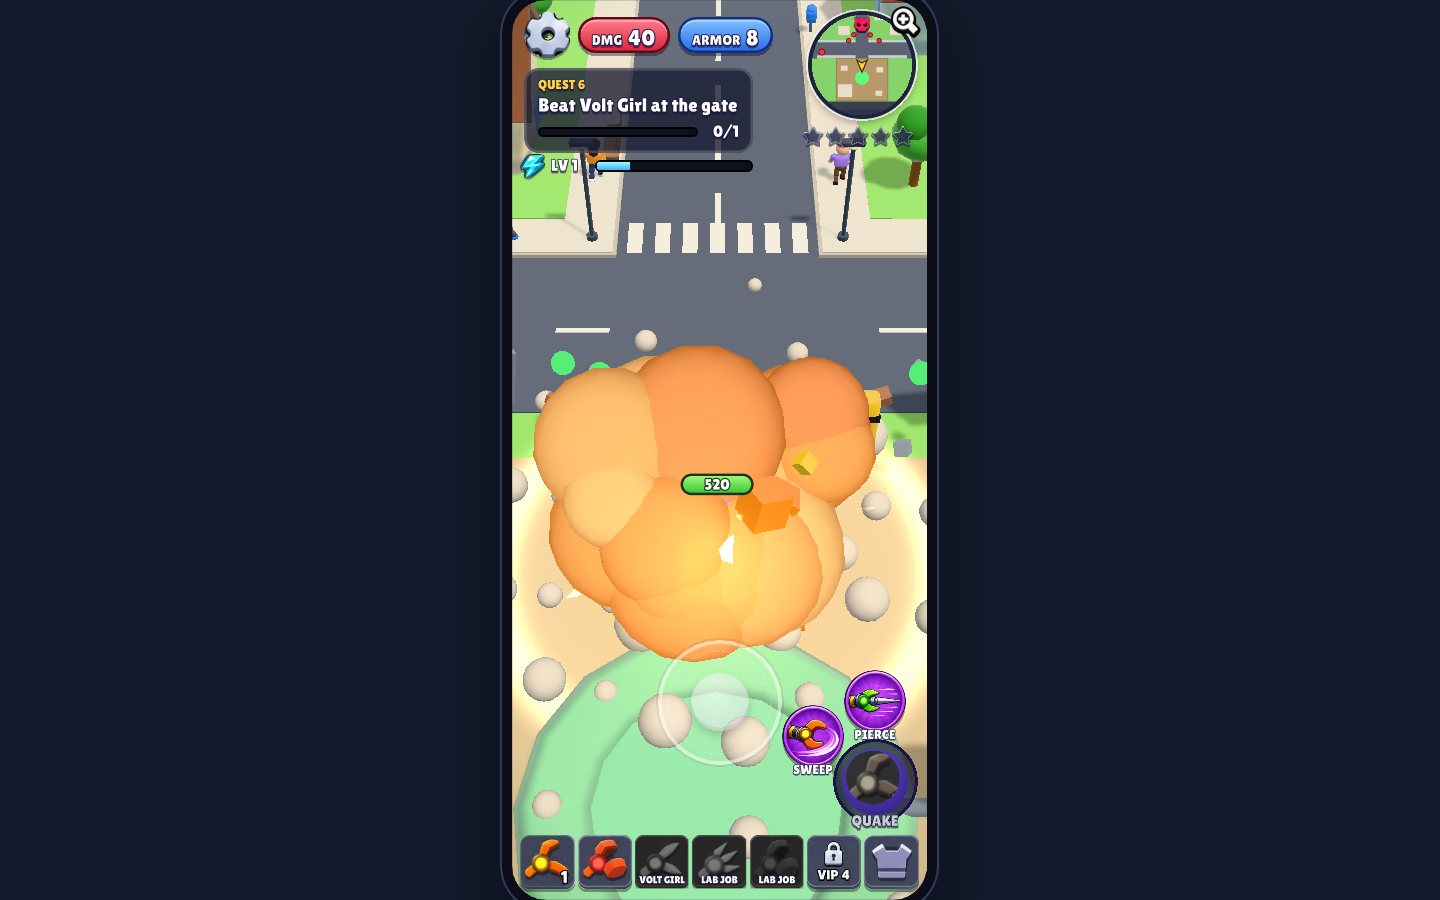 DMG 40
ARMOR 8
QUEST 6
Beat Volt Girl at the gate
0/1
LV 1
520
PIERCE
SWEEP
QUAKE
1
VOLT GIRL
LAB JOB
LAB JOB
VIP 4